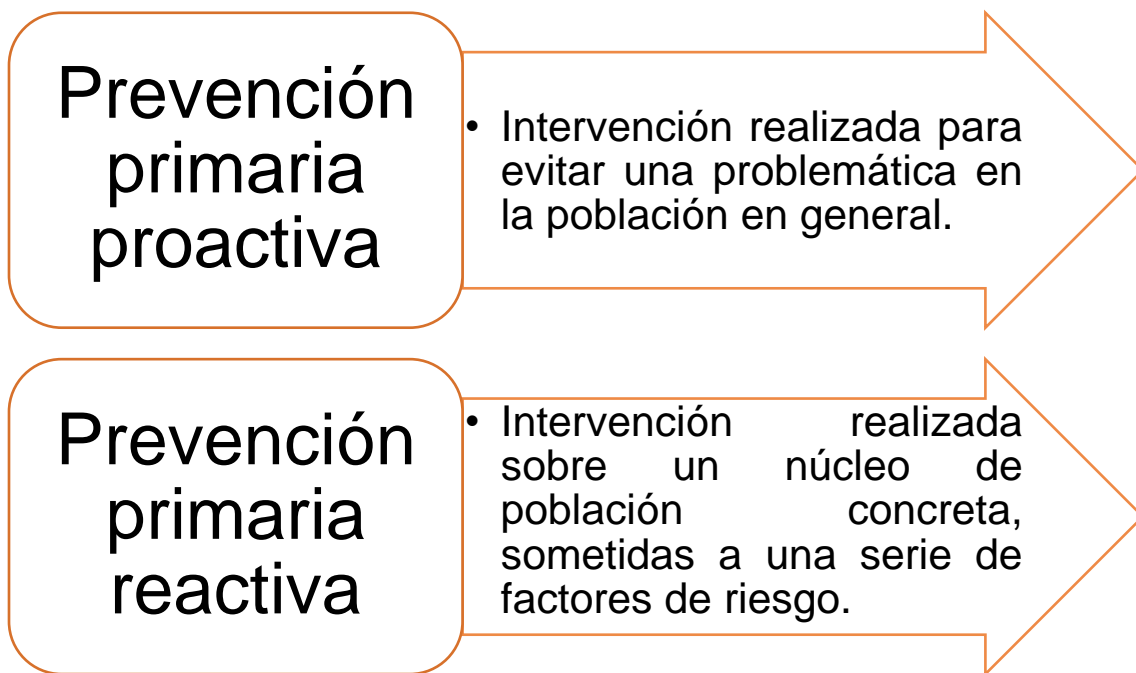 Prevención
primaria
proactiva
• Intervención realizada para
evitar una problemática en
la población en general.
Prevención
primaria
reactiva
• Intervención realizada
sobre un núcleo de
población concreta,
sometidas a una serie de
factores de riesgo.